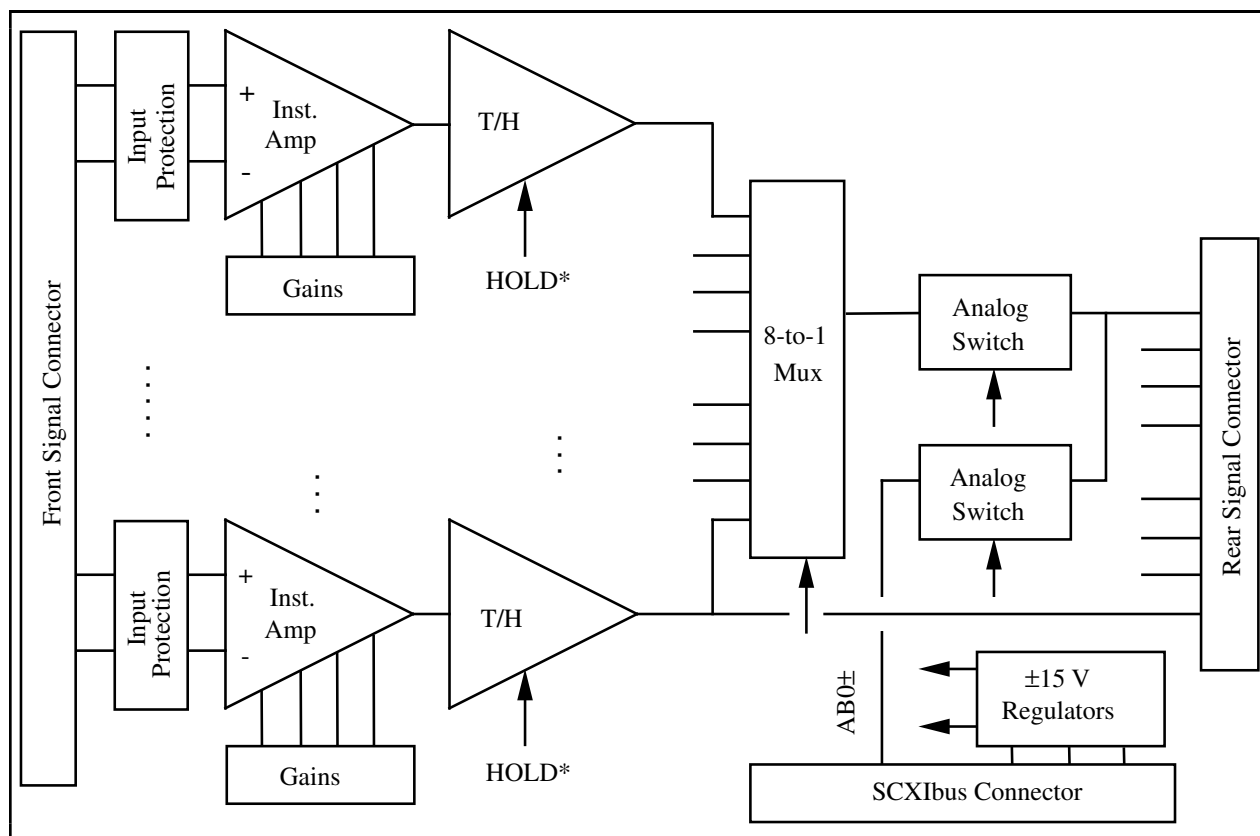 Front Signal Connector
Input
Protection
+
-
Inst.
Amp
Gains
T/H
HOLD*
8-to-1
Mux
Analog
Switch
Analog
Switch
Rear Signal Connector
Input
Protection
+
-
Inst.
Amp
Gains
T/H
HOLD*
AB0±
±15 V
Regulators
SCXIbus Connector